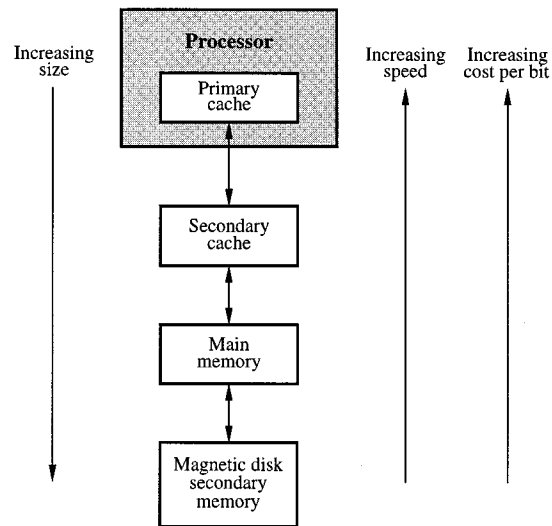 Increasing
size
Processor
Primary
cache
Increasing
speed
Increasing
cost per bit
Secondary
cache
Main
memory
Magnetic disk
secondary
memory